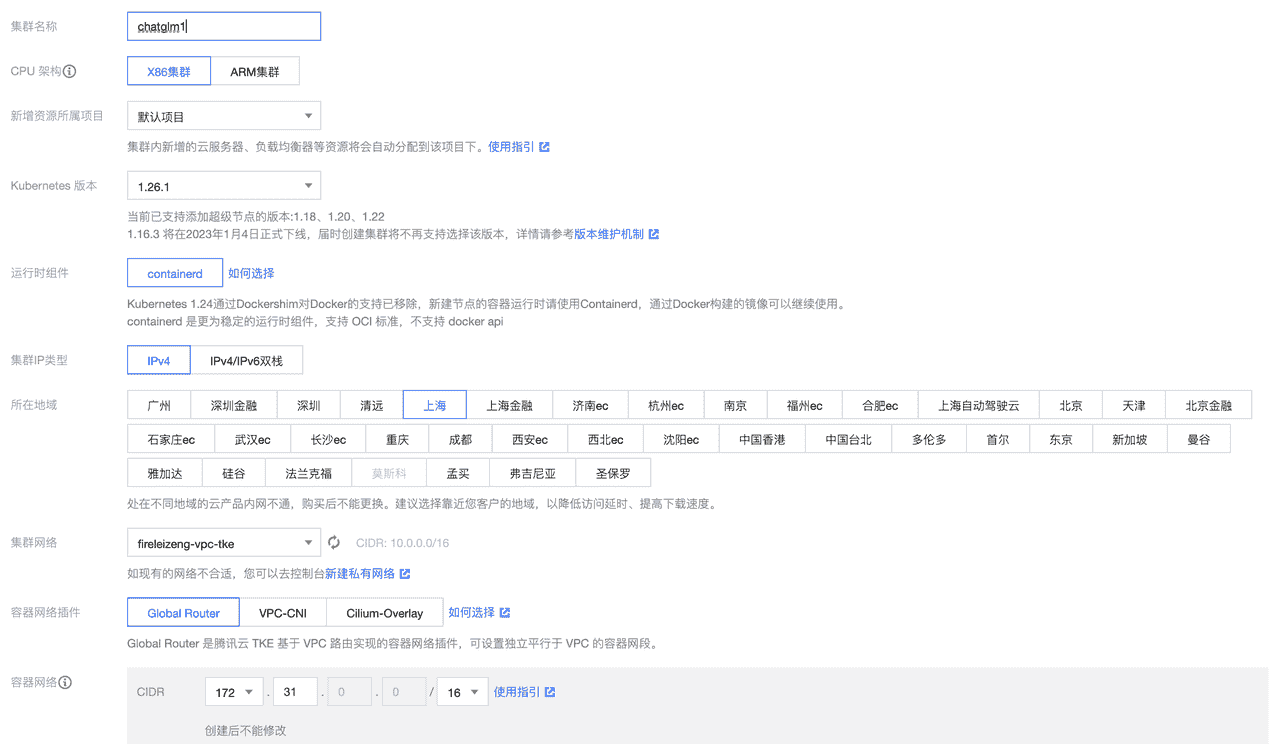 集群名称 chatglm1
CPU 架构 X86集群 ARM集群
新增资源所属项目 默认项目
集群内新增的云服务器、负载均衡器等资源将会自动分配到该项目下。使用指引
Kubernetes 版本 1.26.1
当前已支持添加超级节点的版本:1.18、1.20、1.22
1.16.3 将在2023年1月4日正式下线，届时创建集群将不再支持选择该版本，详情请参考版本维护机制
运行时组件 containerd 如何选择
Kubernetes 1.24通过Dockershim对Docker的支持已移除，新建节点的容器运行时请使用Containerd，通过Docker构建的镜像可以继续使用。
containerd 是更为稳定的运行时组件，支持 OCI 标准，不支持 docker api
集群IP类型 IPv4 IPv4/IPv6双栈
所在地域 广州 深圳金融 深圳 清远 上海 上海金融 济南ec 杭州ec 南京 福州ec 合肥ec 上海自动驾驶云 北京 天津 北京金融
石家庄ec 武汉ec 长沙ec 重庆 成都 西安ec 西北ec 沈阳ec 中国香港 中国台北 多伦多 首尔 东京 新加坡 曼谷
雅加达 硅谷 法兰克福 莫斯科 孟买 弗吉尼亚 圣保罗
处在不同地域的云产品内网不通，购买后不能更换。建议选择靠近您客户的地域，以降低访问延时、提高下载速度。
集群网络 fireleizeng-vpc-tke CIDR: 10.0.0.0/16
如现有的网络不合适，您可以去控制台新建私有网络
容器网络插件 Global Router VPC-CNI Cilium-Overlay 如何选择
Global Router 是腾讯云 TKE 基于 VPC 路由实现的容器网络插件，可设置独立平行于 VPC 的容器网段。
容器网络 CIDR 172 . 31 . 0 . 0 / 16 使用指引
创建后不能修改